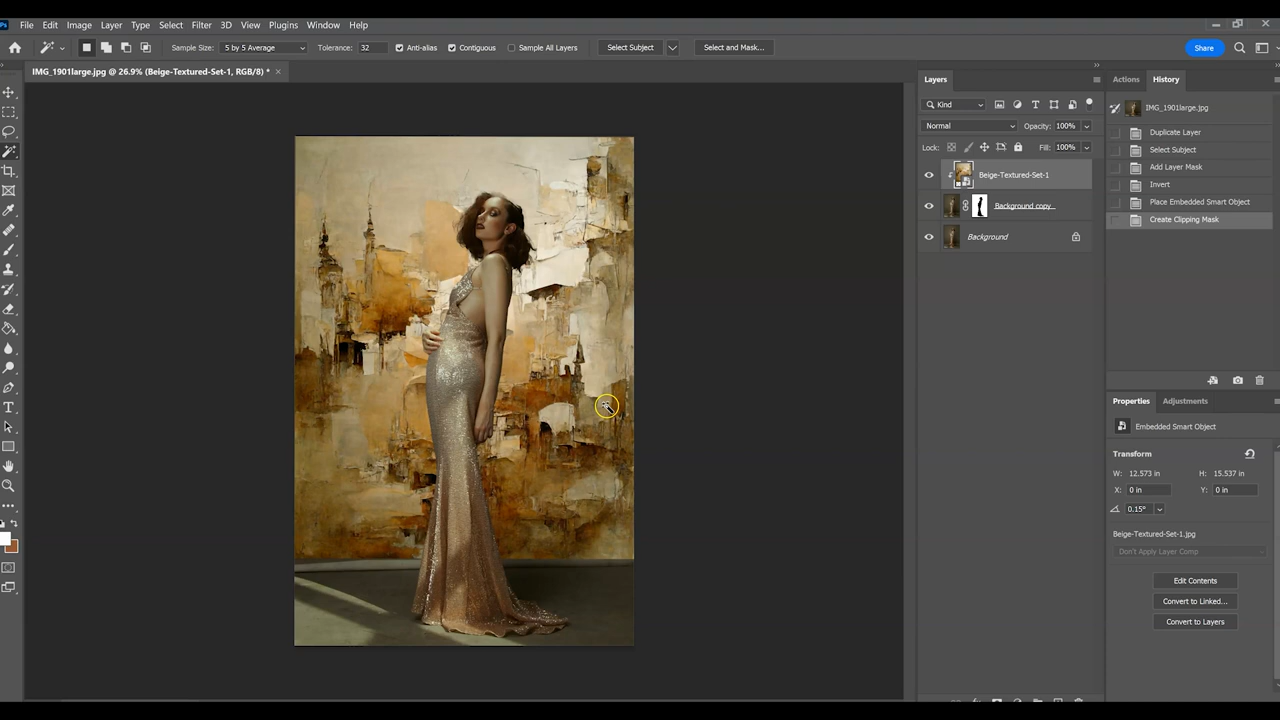 Ps File Edit Image Layer Type Select Filter 3D View Plugins Window Help
Sample Size: 5 by 5 Average Tolerance: 32 Anti-alias Contiguous Sample All Layers Select Subject Select and Mask... Share
IMG_1901large.jpg @ 26.9% (Beige-Textured-Set-1, RGB/8) * ×
Layers
Kind
Normal Opacity: 100%
Lock: Fill: 100%
Beige-Textured-Set-1
Background copy
Background
Actions History
IMG_1901large.jpg
Duplicate Layer
Select Subject
Add Layer Mask
Invert
Place Embedded Smart Object
Create Clipping Mask
Properties Adjustments
Embedded Smart Object
Transform
W: 12.573 in H: 15.537 in
X: 0 in Y: 0 in
0.15°
Beige-Textured-Set-1.jpg
Don't Apply Layer Comp
Edit Contents
Convert to Linked...
Convert to Layers